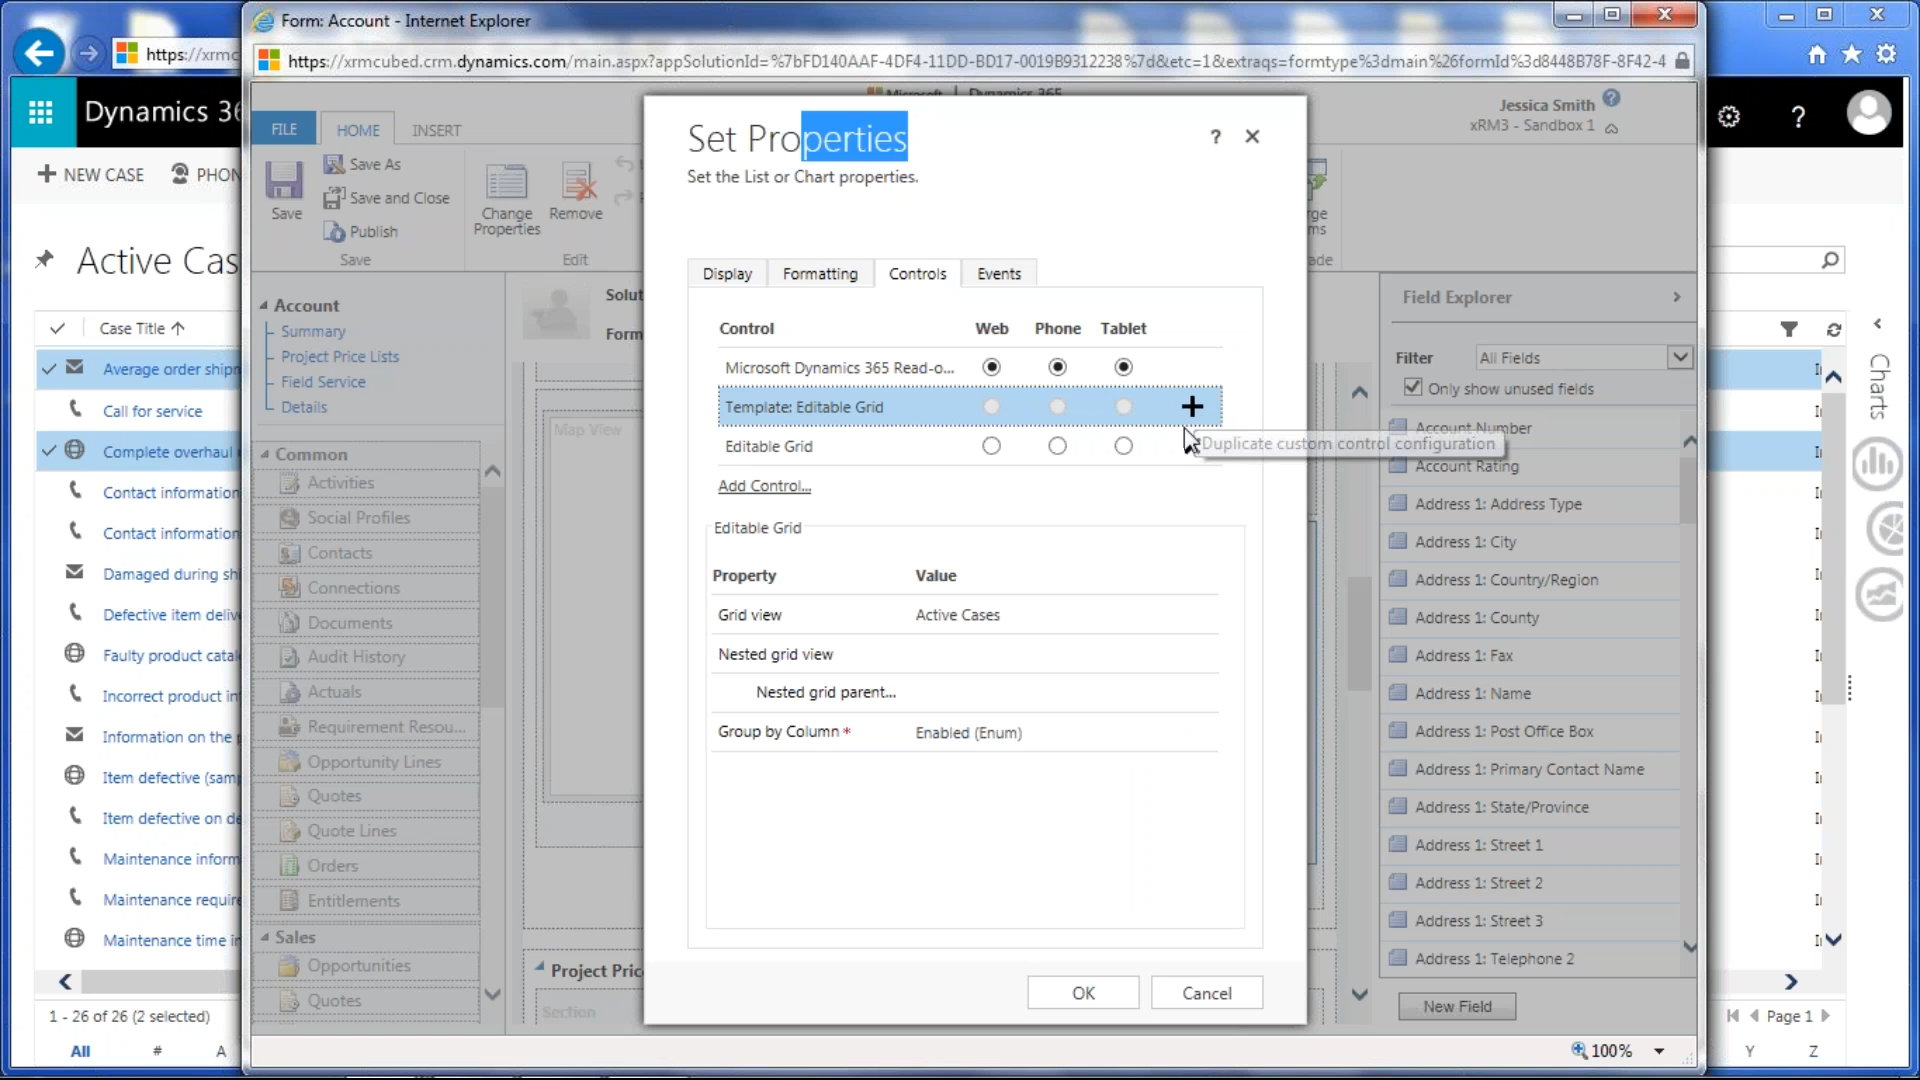 Form: Account - Internet Explorer
https://xrmc
https://xrmcubed.crm.dynamics.com/main.aspx?appSolutionId=%7bFD140AAF-4DF4-11DD-BD17-0019B9312238%7d&etc=1&extraqs=formtype%3dmain%26formId%3d8448B78F-8F42-4
Dynamics 36
Microsoft | Dynamics 365
Jessica Smith
xRM3 - Sandbox 1
?
FILE
HOME
INSERT
NEW CASE
PHON
Save
Save As
Save and Close
Publish
Save
Change Properties
Remove
Edit
Active Cas
Case Title
Average order shipm
Call for service
Complete overhaul
Contact information
Contact information
Damaged during shi
Defective item delive
Faulty product catal
Incorrect product in
Information on the p
Item defective (sam
Item defective on de
Maintenance inform
Maintenance require
Maintenance time in
1 - 26 of 26 (2 selected)
All
#
A
Account
Summary
Project Price Lists
Field Service
Details
Common
Activities
Social Profiles
Contacts
Connections
Documents
Audit History
Actuals
Requirement Resou...
Opportunity Lines
Quotes
Quote Lines
Orders
Entitlements
Sales
Opportunities
Quotes
Solut
Form
Map View
Project Pric
Section
Set Properties
Set the List or Chart properties.
?
Display
Formatting
Controls
Events
Control
Web
Phone
Tablet
Microsoft Dynamics 365 Read-o...
Template: Editable Grid
Editable Grid
Duplicate custom control configuration
Add Control...
Editable Grid
Property
Value
Grid view
Active Cases
Nested grid view
Nested grid parent...
Group by Column *
Enabled (Enum)
OK
Cancel
Field Explorer
Filter
All Fields
Only show unused fields
Account Number
Account Rating
Address 1: Address Type
Address 1: City
Address 1: Country/Region
Address 1: County
Address 1: Fax
Address 1: Name
Address 1: Post Office Box
Address 1: Primary Contact Name
Address 1: State/Province
Address 1: Street 1
Address 1: Street 2
Address 1: Street 3
Address 1: Telephone 2
New Field
100%
?
Charts
Page 1
Y
Z